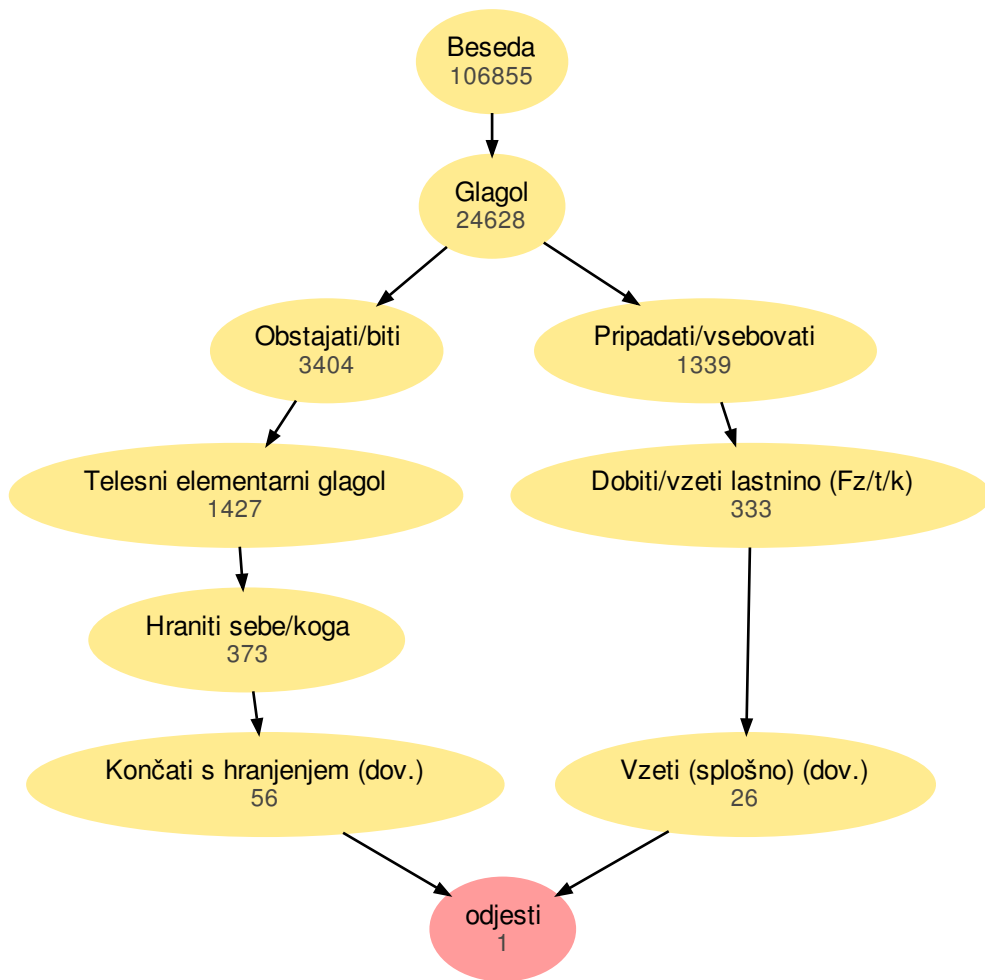 Beseda
106855
Glagol
24628
Obstajati/biti
3404
Pripadati/vsebovati
1339
Telesni elementarni glagol
1427
Dobiti/vzeti lastnino (Fz/t/k)
333
Hraniti sebe/koga
373
Končati s hranjenjem (dov.)
56
Vzeti (splošno) (dov.)
26
odjesti
1